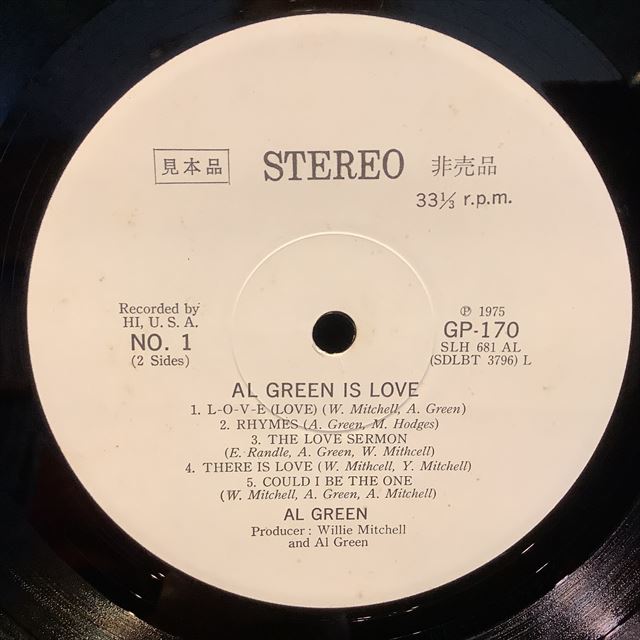 見本品 STEREO 非売品
33⅓ r.p.m.
Recorded by
HI, U. S. A.
NO. 1
(2 Sides)
℗ 1975
GP-170
SLH 681 AL
(SDLBT 3796) L
AL GREEN IS LOVE
1. L-O-V-E (LOVE) (W. Mitchell, A. Green)
2. RHYMES (A. Green, M. Hodges)
3. THE LOVE SERMON
(E. Randle, A. Green, W. Mithcell)
4. THERE IS LOVE (W. Mithcell, Y. Mitchell)
5. COULD I BE THE ONE
(W. Mitchell, A. Green, A. Mitchell)
AL GREEN
Producer : Willie Mitchell
and Al Green